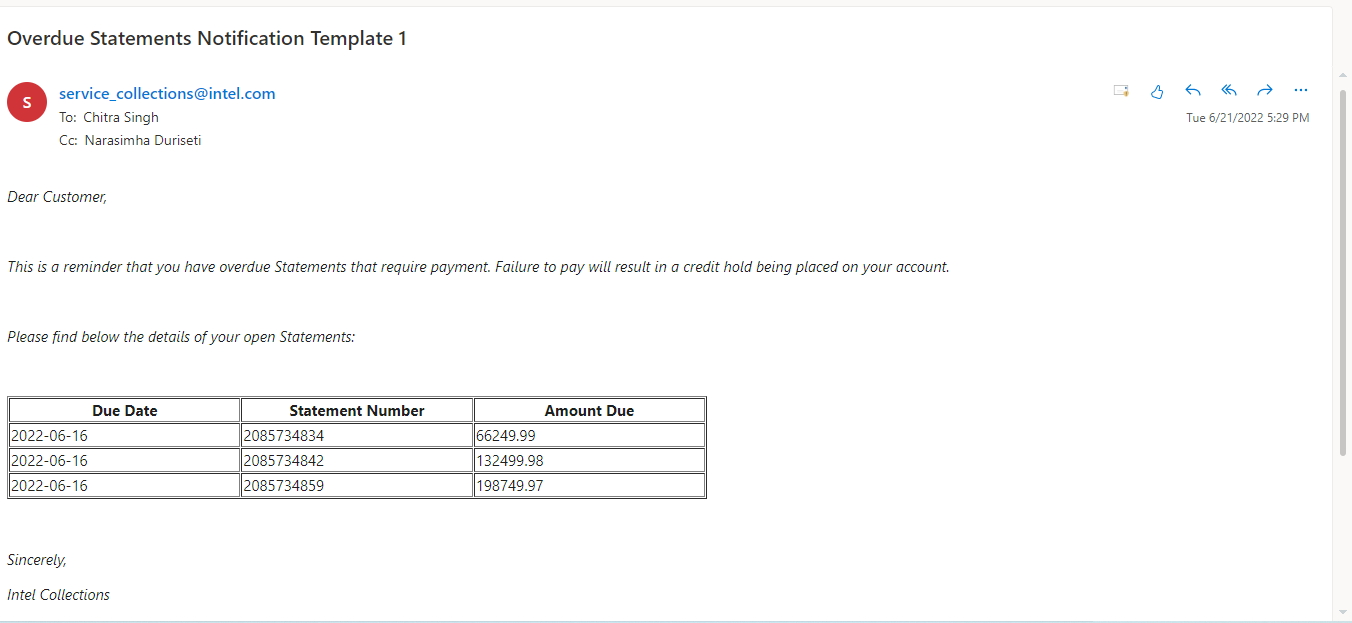 Overdue Statements Notification Template 1
S
service_collections@intel.com
To: Chitra Singh
Cc: Narasimha Duriseti
Tue 6/21/2022 5:29 PM
Dear Customer,
This is a reminder that you have overdue Statements that require payment. Failure to pay will result in a credit hold being placed on your account.
Please find below the details of your open Statements:
Due Date Statement Number Amount Due
2022-06-16 2085734834 66249.99
2022-06-16 2085734842 132499.98
2022-06-16 2085734859 198749.97
Sincerely,
Intel Collections